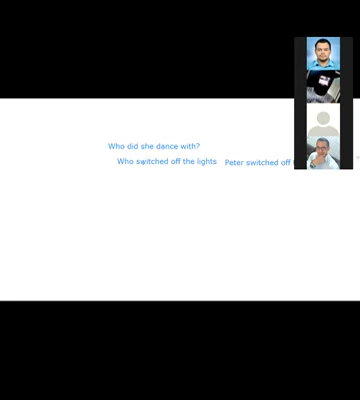 Who did she dance with?
Who switched off the lights Peter switched off